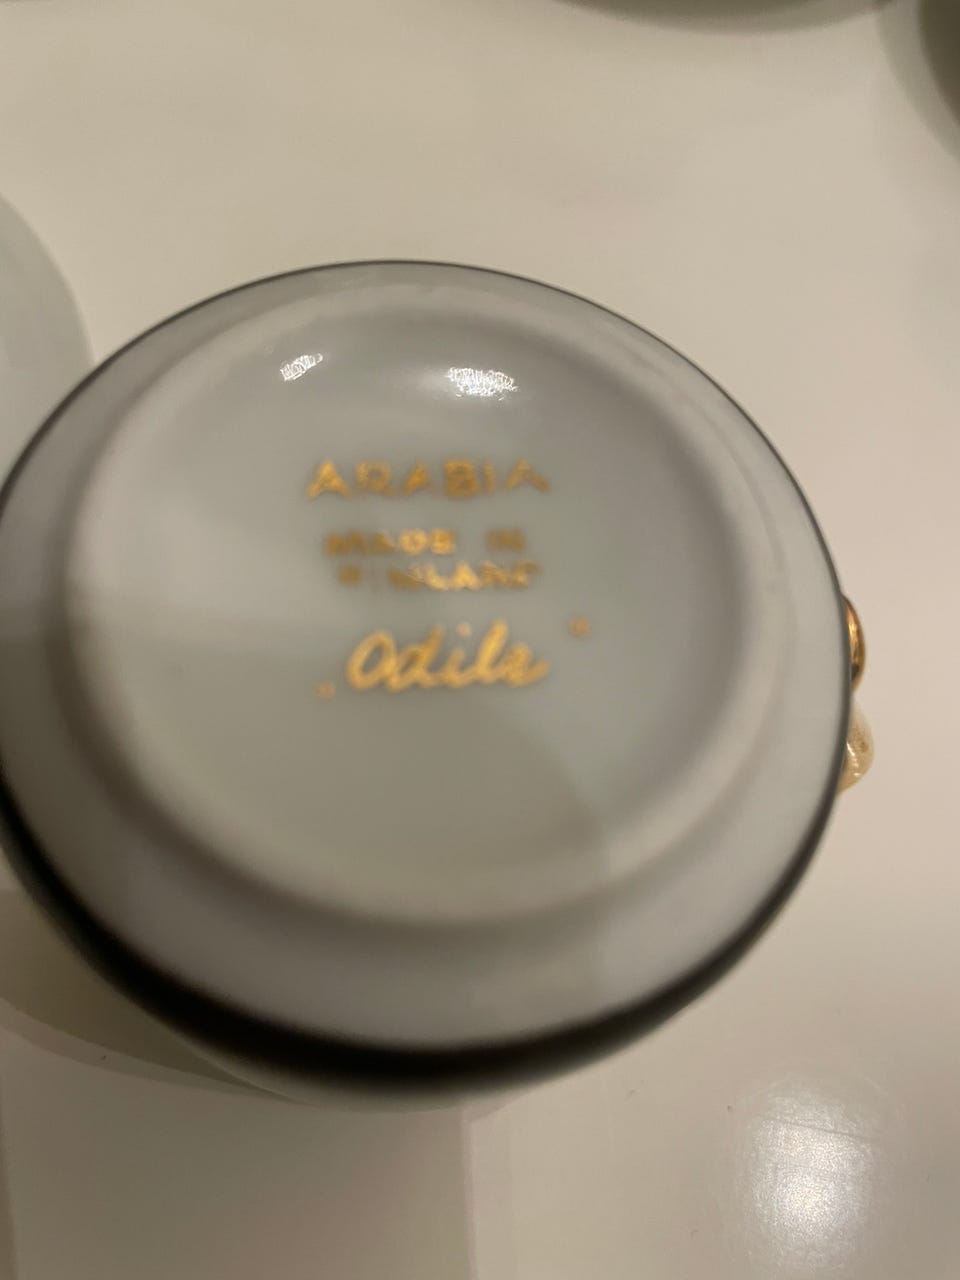 ARABIA
MADE IN
FINLAND
„Odile"